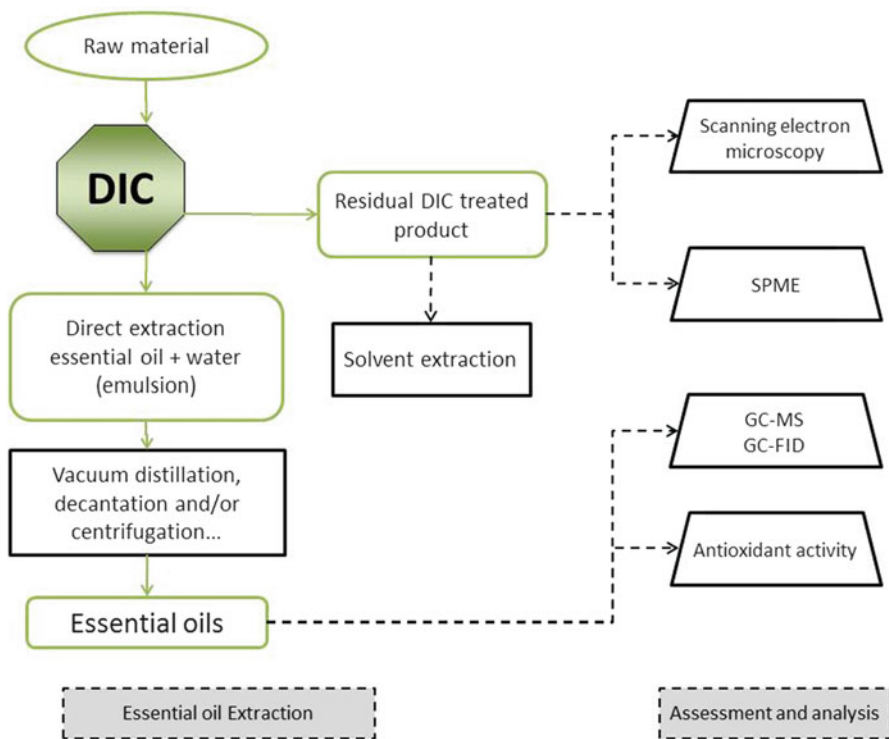 Raw material
DIC
Residual DIC treated
product
Scanning electron
microscopy
SPME
Direct extraction
essential oil + water
(emulsion)
Solvent extraction
GC-MS
GC-FID
Vacuum distillation,
decantation and/or
centrifugation...
Antioxidant activity
Essential oils
Essential oil Extraction
Assessment and analysis